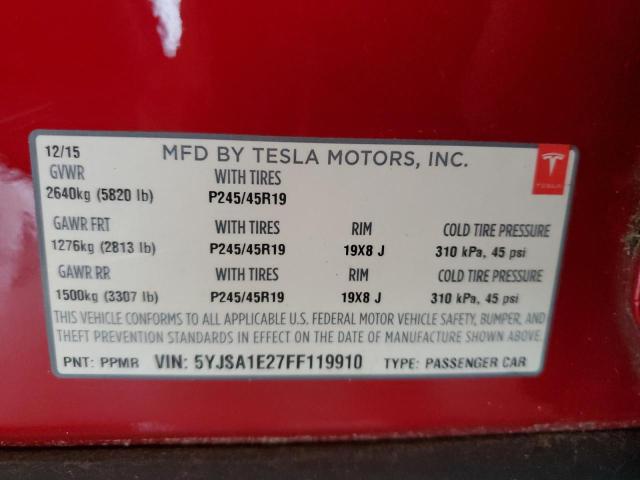 12/15 MFD BY TESLA MOTORS, INC.
GVWR WITH TIRES
2640kg (5820 lb) P245/45R19
GAWR FRT WITH TIRES RIM COLD TIRE PRESSURE
1276kg (2813 lb) P245/45R19 19X8 J 310 kPa, 45 psi
GAWR RR WITH TIRES RIM COLD TIRE PRESSURE
1500kg (3307 lb) P245/45R19 19X8 J 310 kPa, 45 psi
THIS VEHICLE CONFORMS TO ALL APPLICABLE U.S. FEDERAL MOTOR VEHICLE SAFETY, BUMPER, AND
THEFT PREVENTION STANDARDS IN EFFECT ON THE DATE OF MANUFACTURE SHOWN ABOVE.
PNT: PPMR VIN: 5YJSA1E27FF119910 TYPE: PASSENGER CAR
TESLA